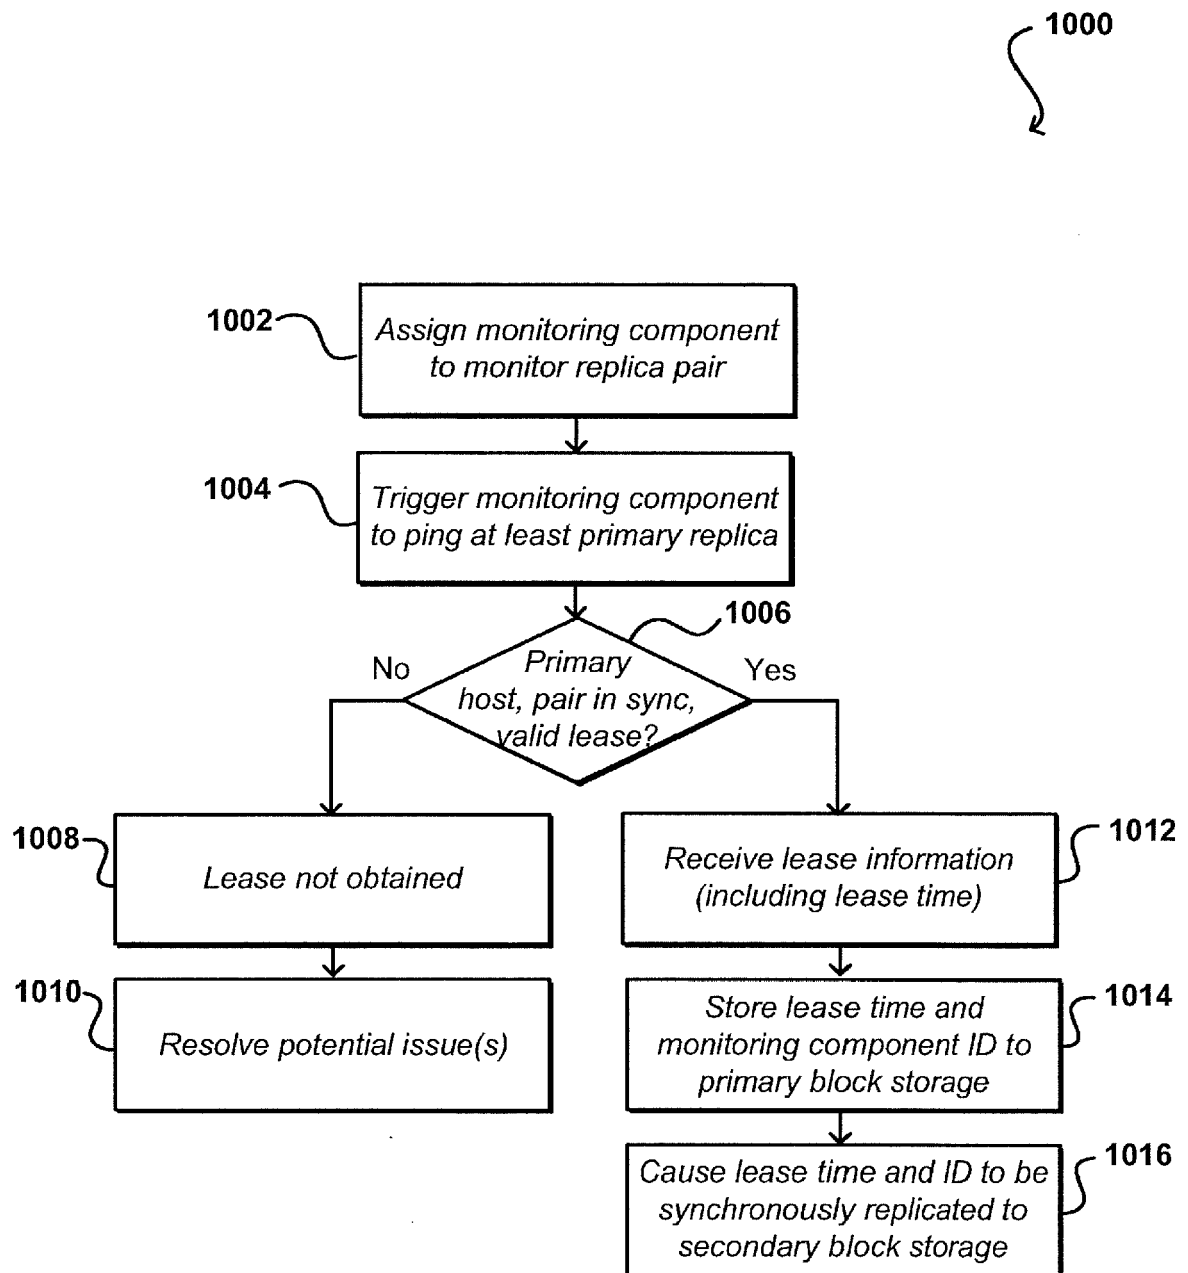 1000
1002
Assign monitoring component
to monitor replica pair
1004
Trigger monitoring component
to ping at least primary replica
1006
No
Primary
host, pair in sync,
valid lease?
Yes
1008
Lease not obtained
1012
Receive lease information
(including lease time)
1010
Resolve potential issue(s)
1014
Store lease time and
monitoring component ID to
primary block storage
1016
Cause lease time and ID to be
synchronously replicated to
secondary block storage